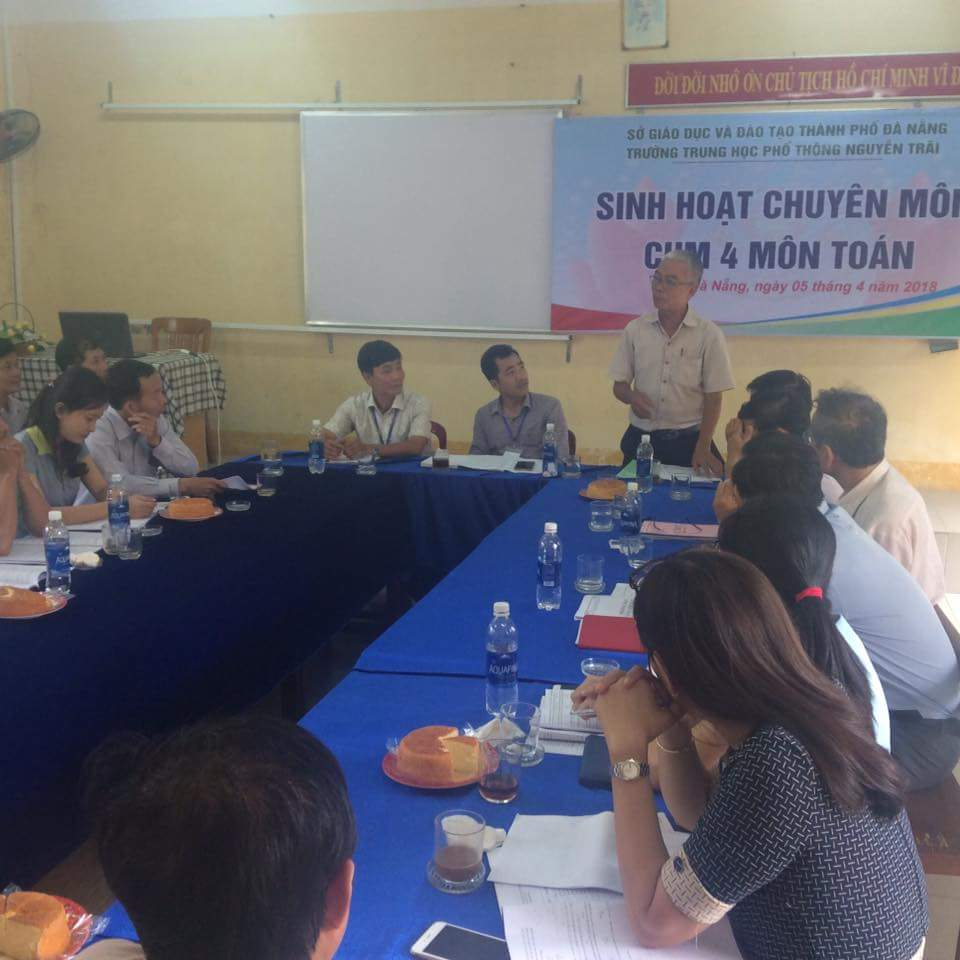 ĐỜI ĐỜI NHỚ ƠN CHỦ TỊCH HỒ CHÍ MINH VĨ Đ
SỞ GIÁO DỤC VÀ ĐÀO TẠO THÀNH PHỐ ĐÀ NẴNG
TRƯỜNG TRUNG HỌC PHỔ THÔNG NGUYỄN TRÃI
SINH HOẠT CHUYÊN MÔN
CỤM 4 MÔN TOÁN
à Nẵng, ngày 05 tháng 4 năm 2018
AQUAFINA